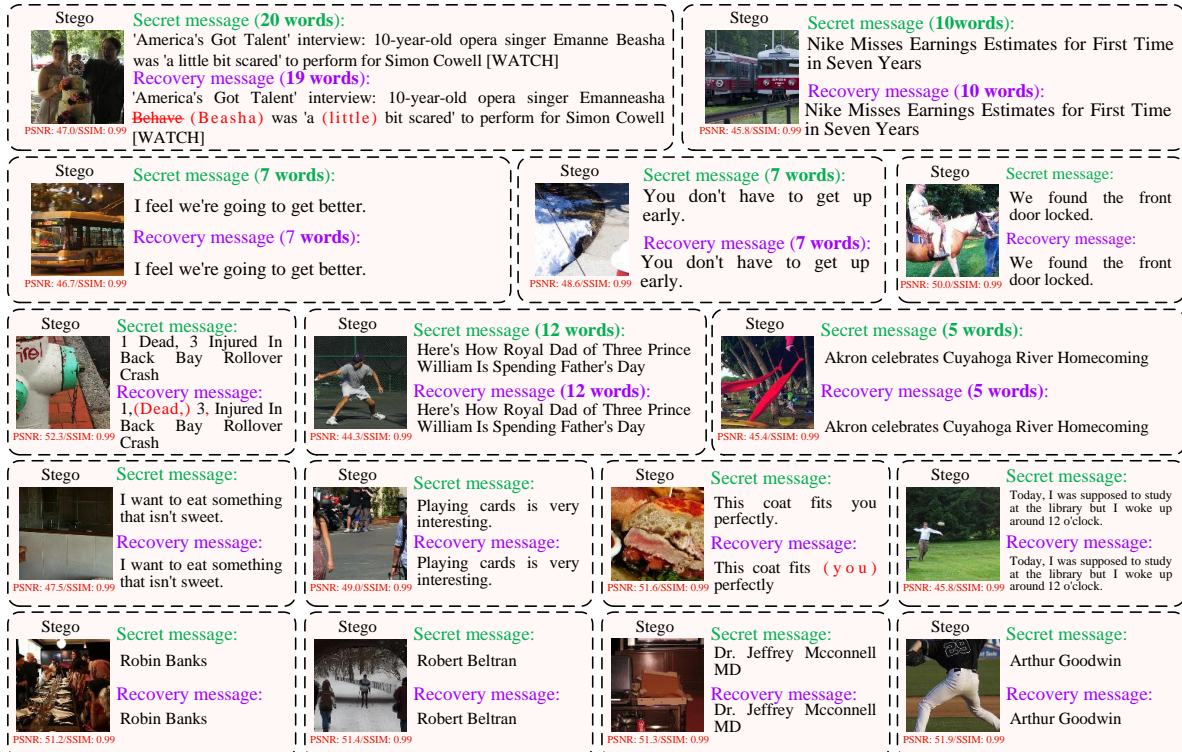 Stego
Secret message (20 words):
'America's Got Talent' interview: 10-year-old opera singer Emanne Beasha
was 'a little bit scared' to perform for Simon Cowell [WATCH]
Recovery message (19 words):
'America's Got Talent' interview: 10-year-old opera singer Emanneasha
Behave (Beasha) was 'a (little) bit scared' to perform for Simon Cowell
[WATCH]
PSNR: 47.0/SSIM: 0.99
Stego
Secret message (10words):
Nike Misses Earnings Estimates for First Time
in Seven Years
Recovery message (10 words):
Nike Misses Earnings Estimates for First Time
in Seven Years
PSNR: 45.8/SSIM: 0.99
Stego
Secret message (7 words):
I feel we're going to get better.
Recovery message (7 words):
I feel we're going to get better.
PSNR: 46.7/SSIM: 0.99
Stego
Secret message (7 words):
You don't have to get up
early.
Recovery message (7 words):
You don't have to get up
early.
PSNR: 48.6/SSIM: 0.99
Stego
Secret message:
We found the front
door locked.
Recovery message:
We found the front
door locked.
PSNR: 50.0/SSIM: 0.99
Stego
Secret message:
1 Dead, 3 Injured In
Back Bay Rollover
Crash
Recovery message:
1,(Dead,) 3, Injured In
Back Bay Rollover
Crash
PSNR: 52.3/SSIM: 0.99
Stego
Secret message (12 words):
Here's How Royal Dad of Three Prince
William Is Spending Father's Day
Recovery message (12 words):
Here's How Royal Dad of Three Prince
William Is Spending Father's Day
PSNR: 44.3/SSIM: 0.99
Stego
Secret message (5 words):
Akron celebrates Cuyahoga River Homecoming
Recovery message (5 words):
Akron celebrates Cuyahoga River Homecoming
PSNR: 45.4/SSIM: 0.99
Stego
Secret message:
I want to eat something
that isn't sweet.
Recovery message:
I want to eat something
that isn't sweet.
PSNR: 47.5/SSIM: 0.99
Stego
Secret message:
Playing cards is very
interesting.
Recovery message:
Playing cards is very
interesting.
PSNR: 49.0/SSIM: 0.99
Stego
Secret message:
This coat fits you
perfectly.
Recovery message:
This coat fits (you)
perfectly
PSNR: 51.6/SSIM: 0.99
Stego
Secret message:
Today, I was supposed to study
at the library but I woke up
around 12 o'clock.
Recovery message:
Today, I was supposed to study
at the library but I woke up
around 12 o'clock.
PSNR: 45.8/SSIM: 0.99
Stego
Secret message:
Robin Banks
Recovery message:
Robin Banks
PSNR: 51.2/SSIM: 0.99
Stego
Secret message:
Robert Beltran
Recovery message:
Robert Beltran
PSNR: 51.4/SSIM: 0.99
Stego
Secret message:
Dr. Jeffrey Mcconnell
MD
Recovery message:
Dr. Jeffrey Mcconnell
MD
PSNR: 51.3/SSIM: 0.99
Stego
Secret message:
Arthur Goodwin
Recovery message:
Arthur Goodwin
29
PSNR: 51.9/SSIM: 0.99